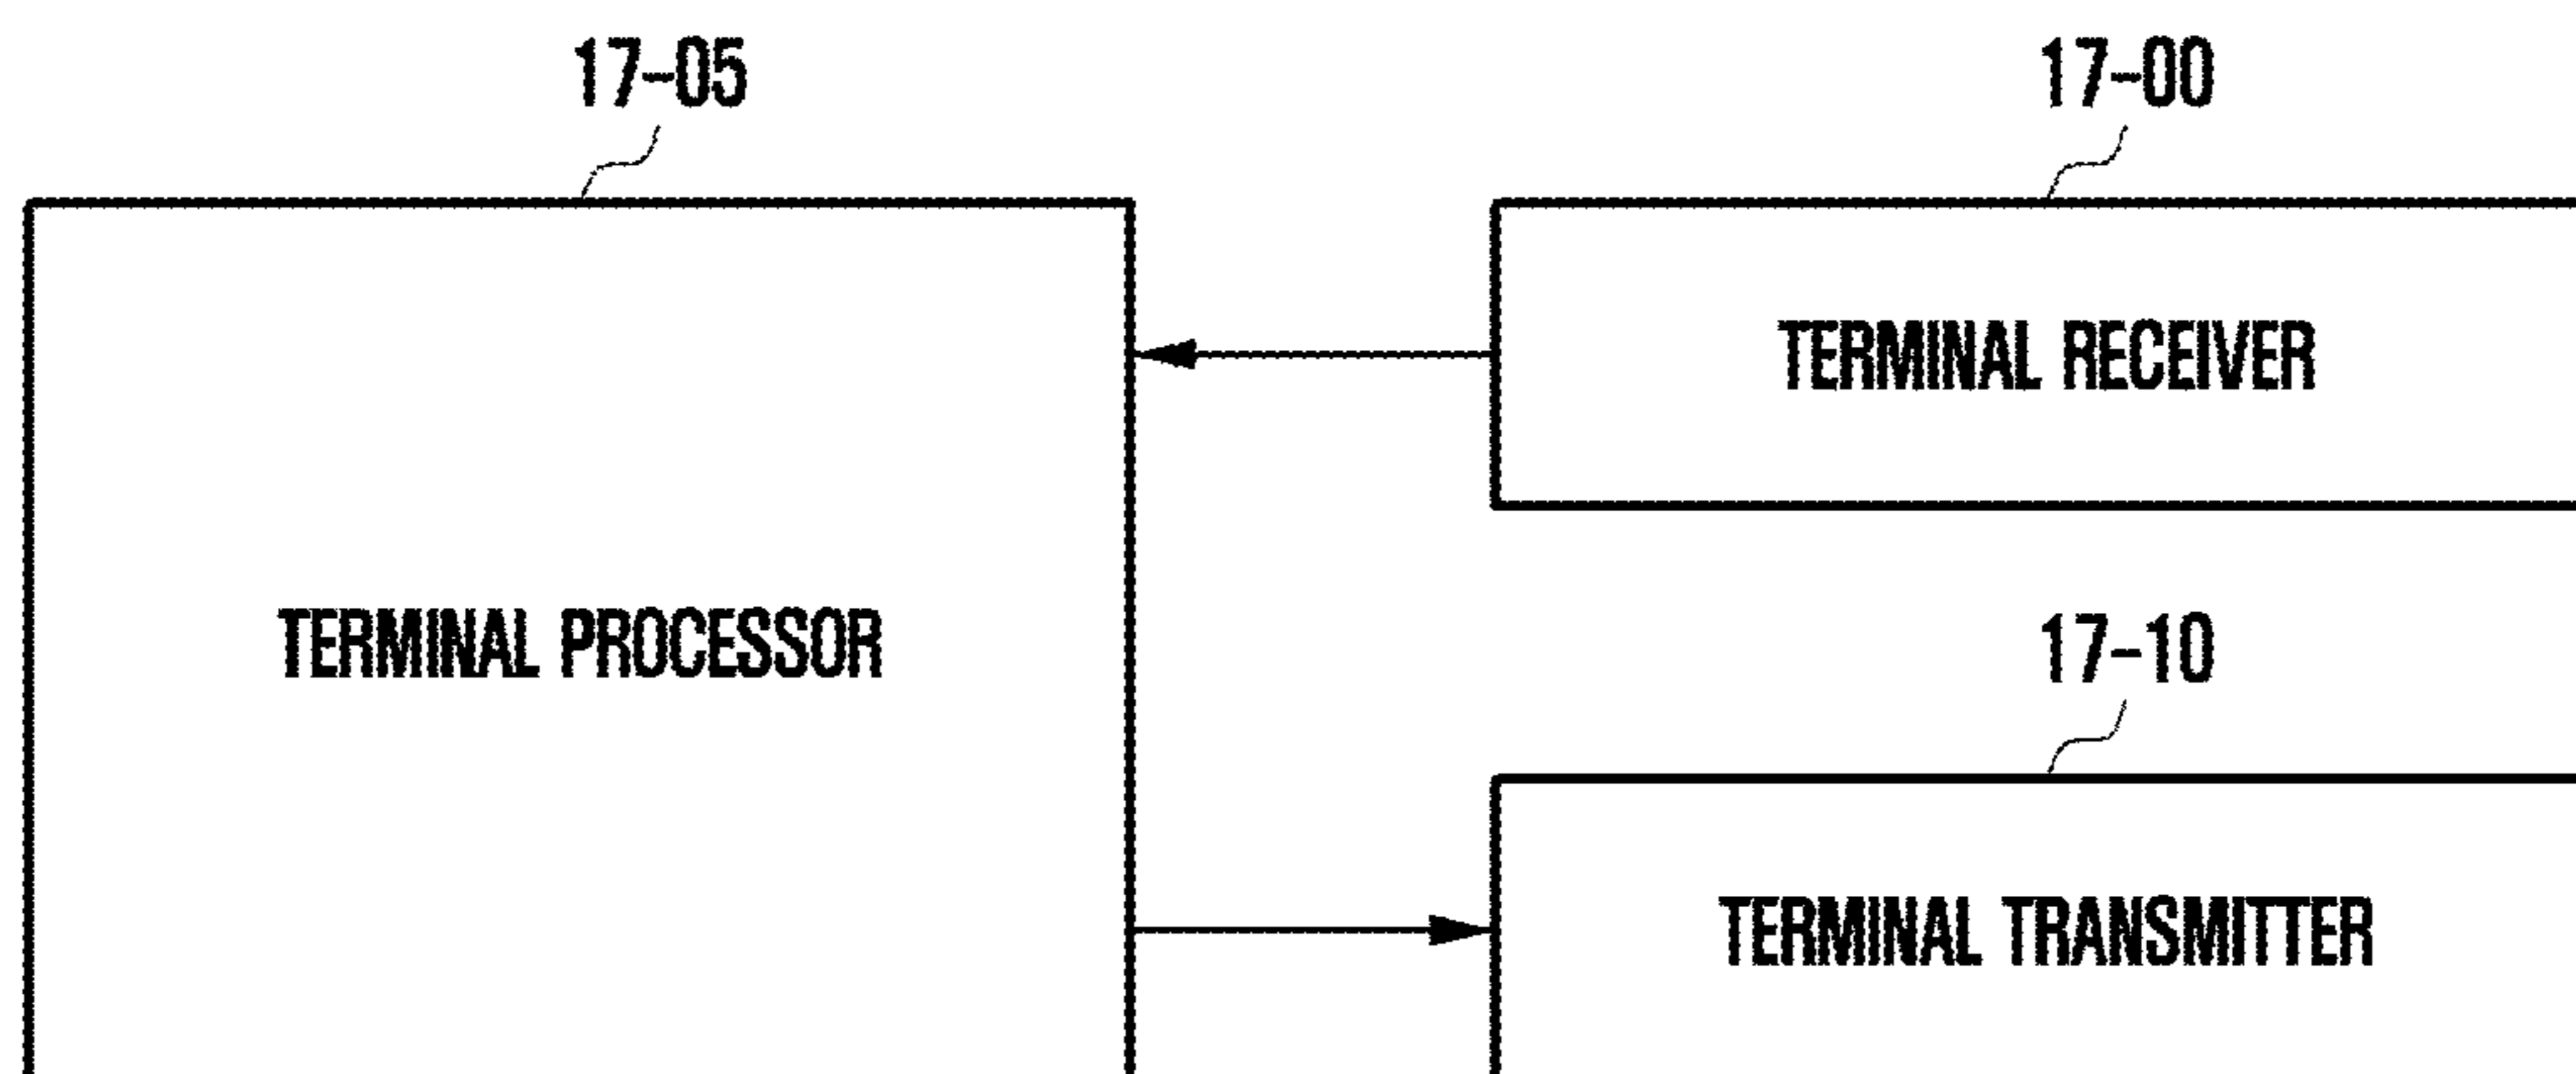 17-05
17-00
TERMINAL RECEIVER
TERMINAL PROCESSOR
17-10
TERMINAL TRANSMITTER